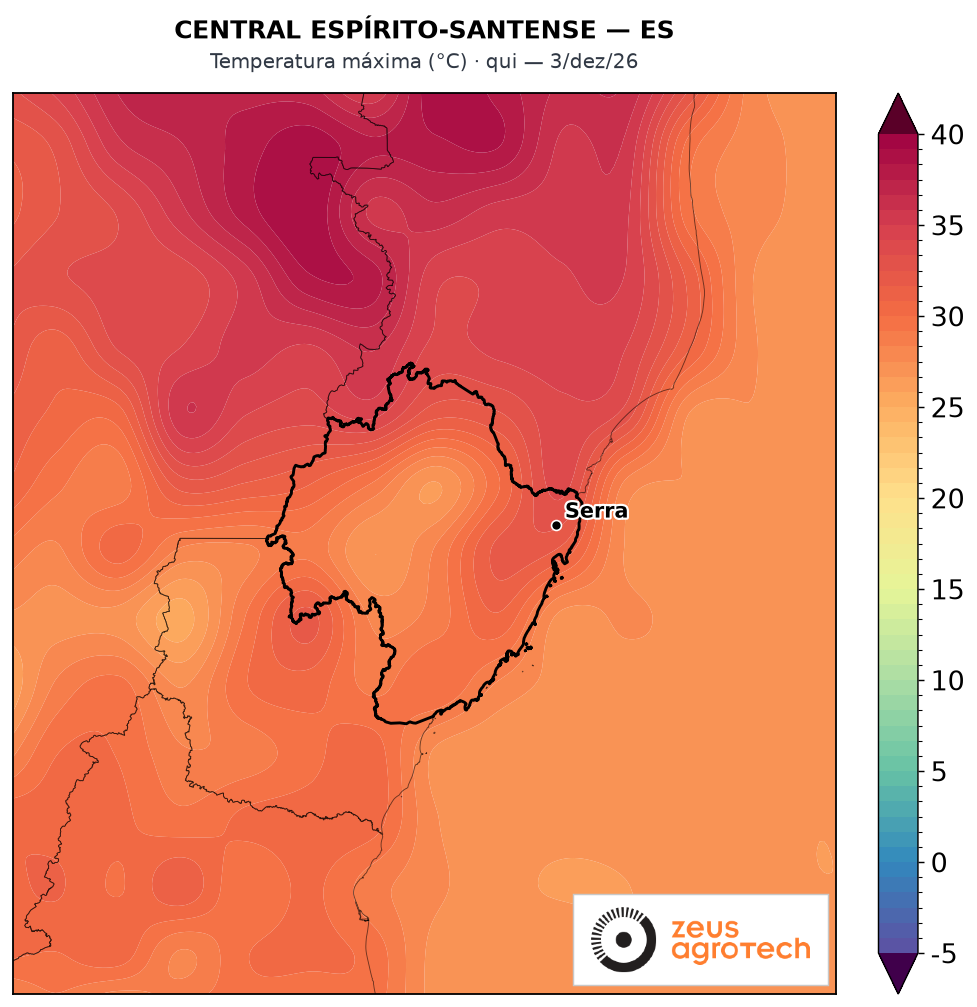 CENTRAL ESPÍRITO-SANTENSE — ES
Temperatura máxima (°C) · qui — 3/dez/26
40
35
30
25
20
15
10
5
0
-5
Serra
zeus
agrotech